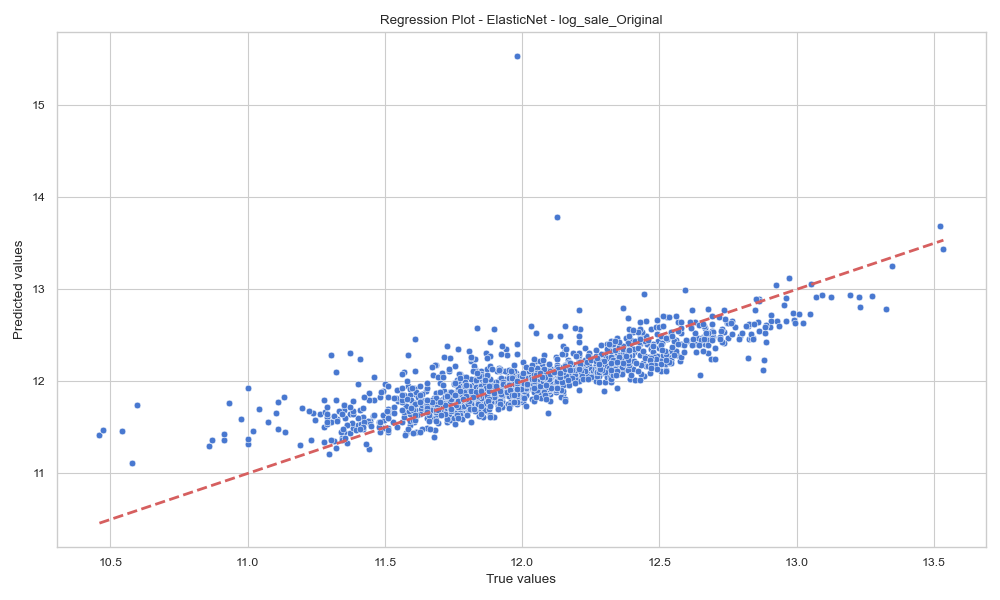 Regression Plot - ElasticNet - log_sale_Original
Predicted values
15
14
13
12
11
10.5 11.0 11.5 12.0 12.5 13.0 13.5
True values